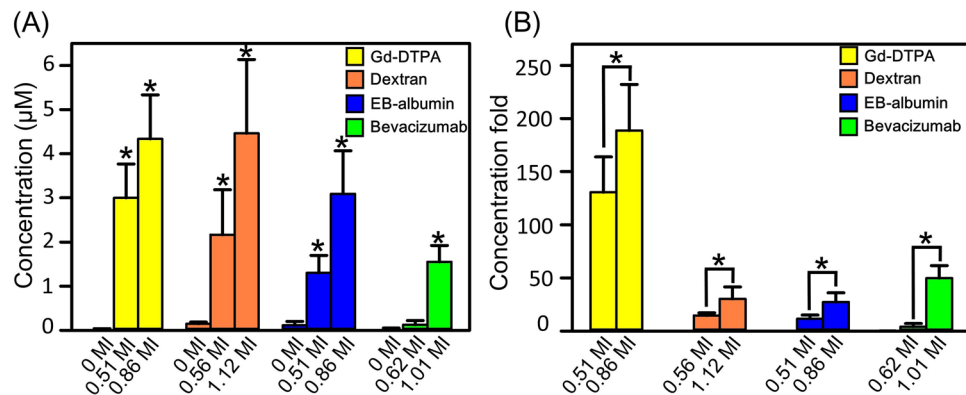 (A)
Concentration (μM)
6
5
4
3
2
1
0
Gd-DTPA
Dextran
EB-albumin
Bevacizumab
* * * * * * *
0 MI
0.51 MI
0.86 MI
0 MI
0.56 MI
1.12 MI
0 MI
0.51 MI
0.86 MI
0 MI
0.62 MI
1.01 MI
(B)
Concentration fold
250
200
150
100
50
0
Gd-DTPA
Dextran
EB-albumin
Bevacizumab
* * * *
0.51 MI
0.86 MI
0.56 MI
1.12 MI
0.51 MI
0.86 MI
0.62 MI
1.01 MI